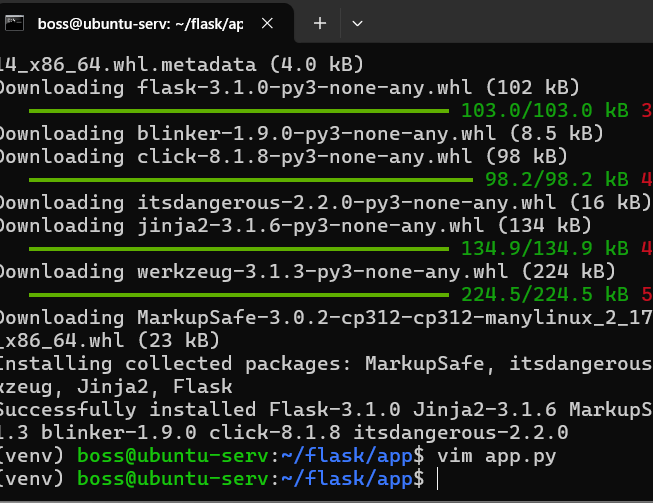 boss@ubuntu-serv: ~/flask/ap
14_x86_64.whl.metadata (4.0 kB)
Downloading flask-3.1.0-py3-none-any.whl (102 kB)
103.0/103.0 kB 3
Downloading blinker-1.9.0-py3-none-any.whl (8.5 kB)
Downloading click-8.1.8-py3-none-any.whl (98 kB)
98.2/98.2 kB 4
Downloading itsdangerous-2.2.0-py3-none-any.whl (16 kB)
Downloading jinja2-3.1.6-py3-none-any.whl (134 kB)
134.9/134.9 kB 4
Downloading werkzeug-3.1.3-py3-none-any.whl (224 kB)
224.5/224.5 kB 5
Downloading MarkupSafe-3.0.2-cp312-cp312-manylinux_2_17
_x86_64.whl (23 kB)
Installing collected packages: MarkupSafe, itsdangerous
kzeug, Jinja2, Flask
Successfully installed Flask-3.1.0 Jinja2-3.1.6 MarkupS
1.3 blinker-1.9.0 click-8.1.8 itsdangerous-2.2.0
(venv) boss@ubuntu-serv:~/flask/app$ vim app.py
(venv) boss@ubuntu-serv:~/flask/app$